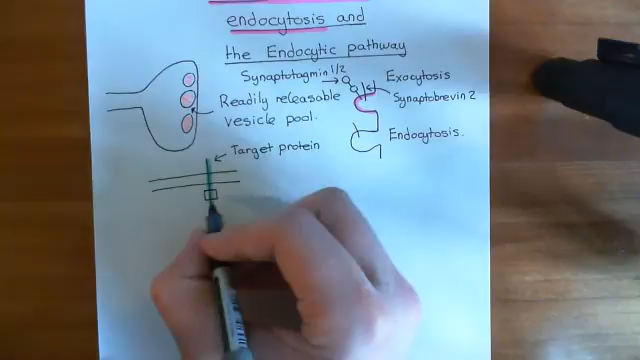 endocytosis and
the Endocytic pathway
Synaptotagmin 1/2
Exocytosis
Synaptobrevin 2
Readily releasable
vesicle pool.
Endocytosis.
Target protein